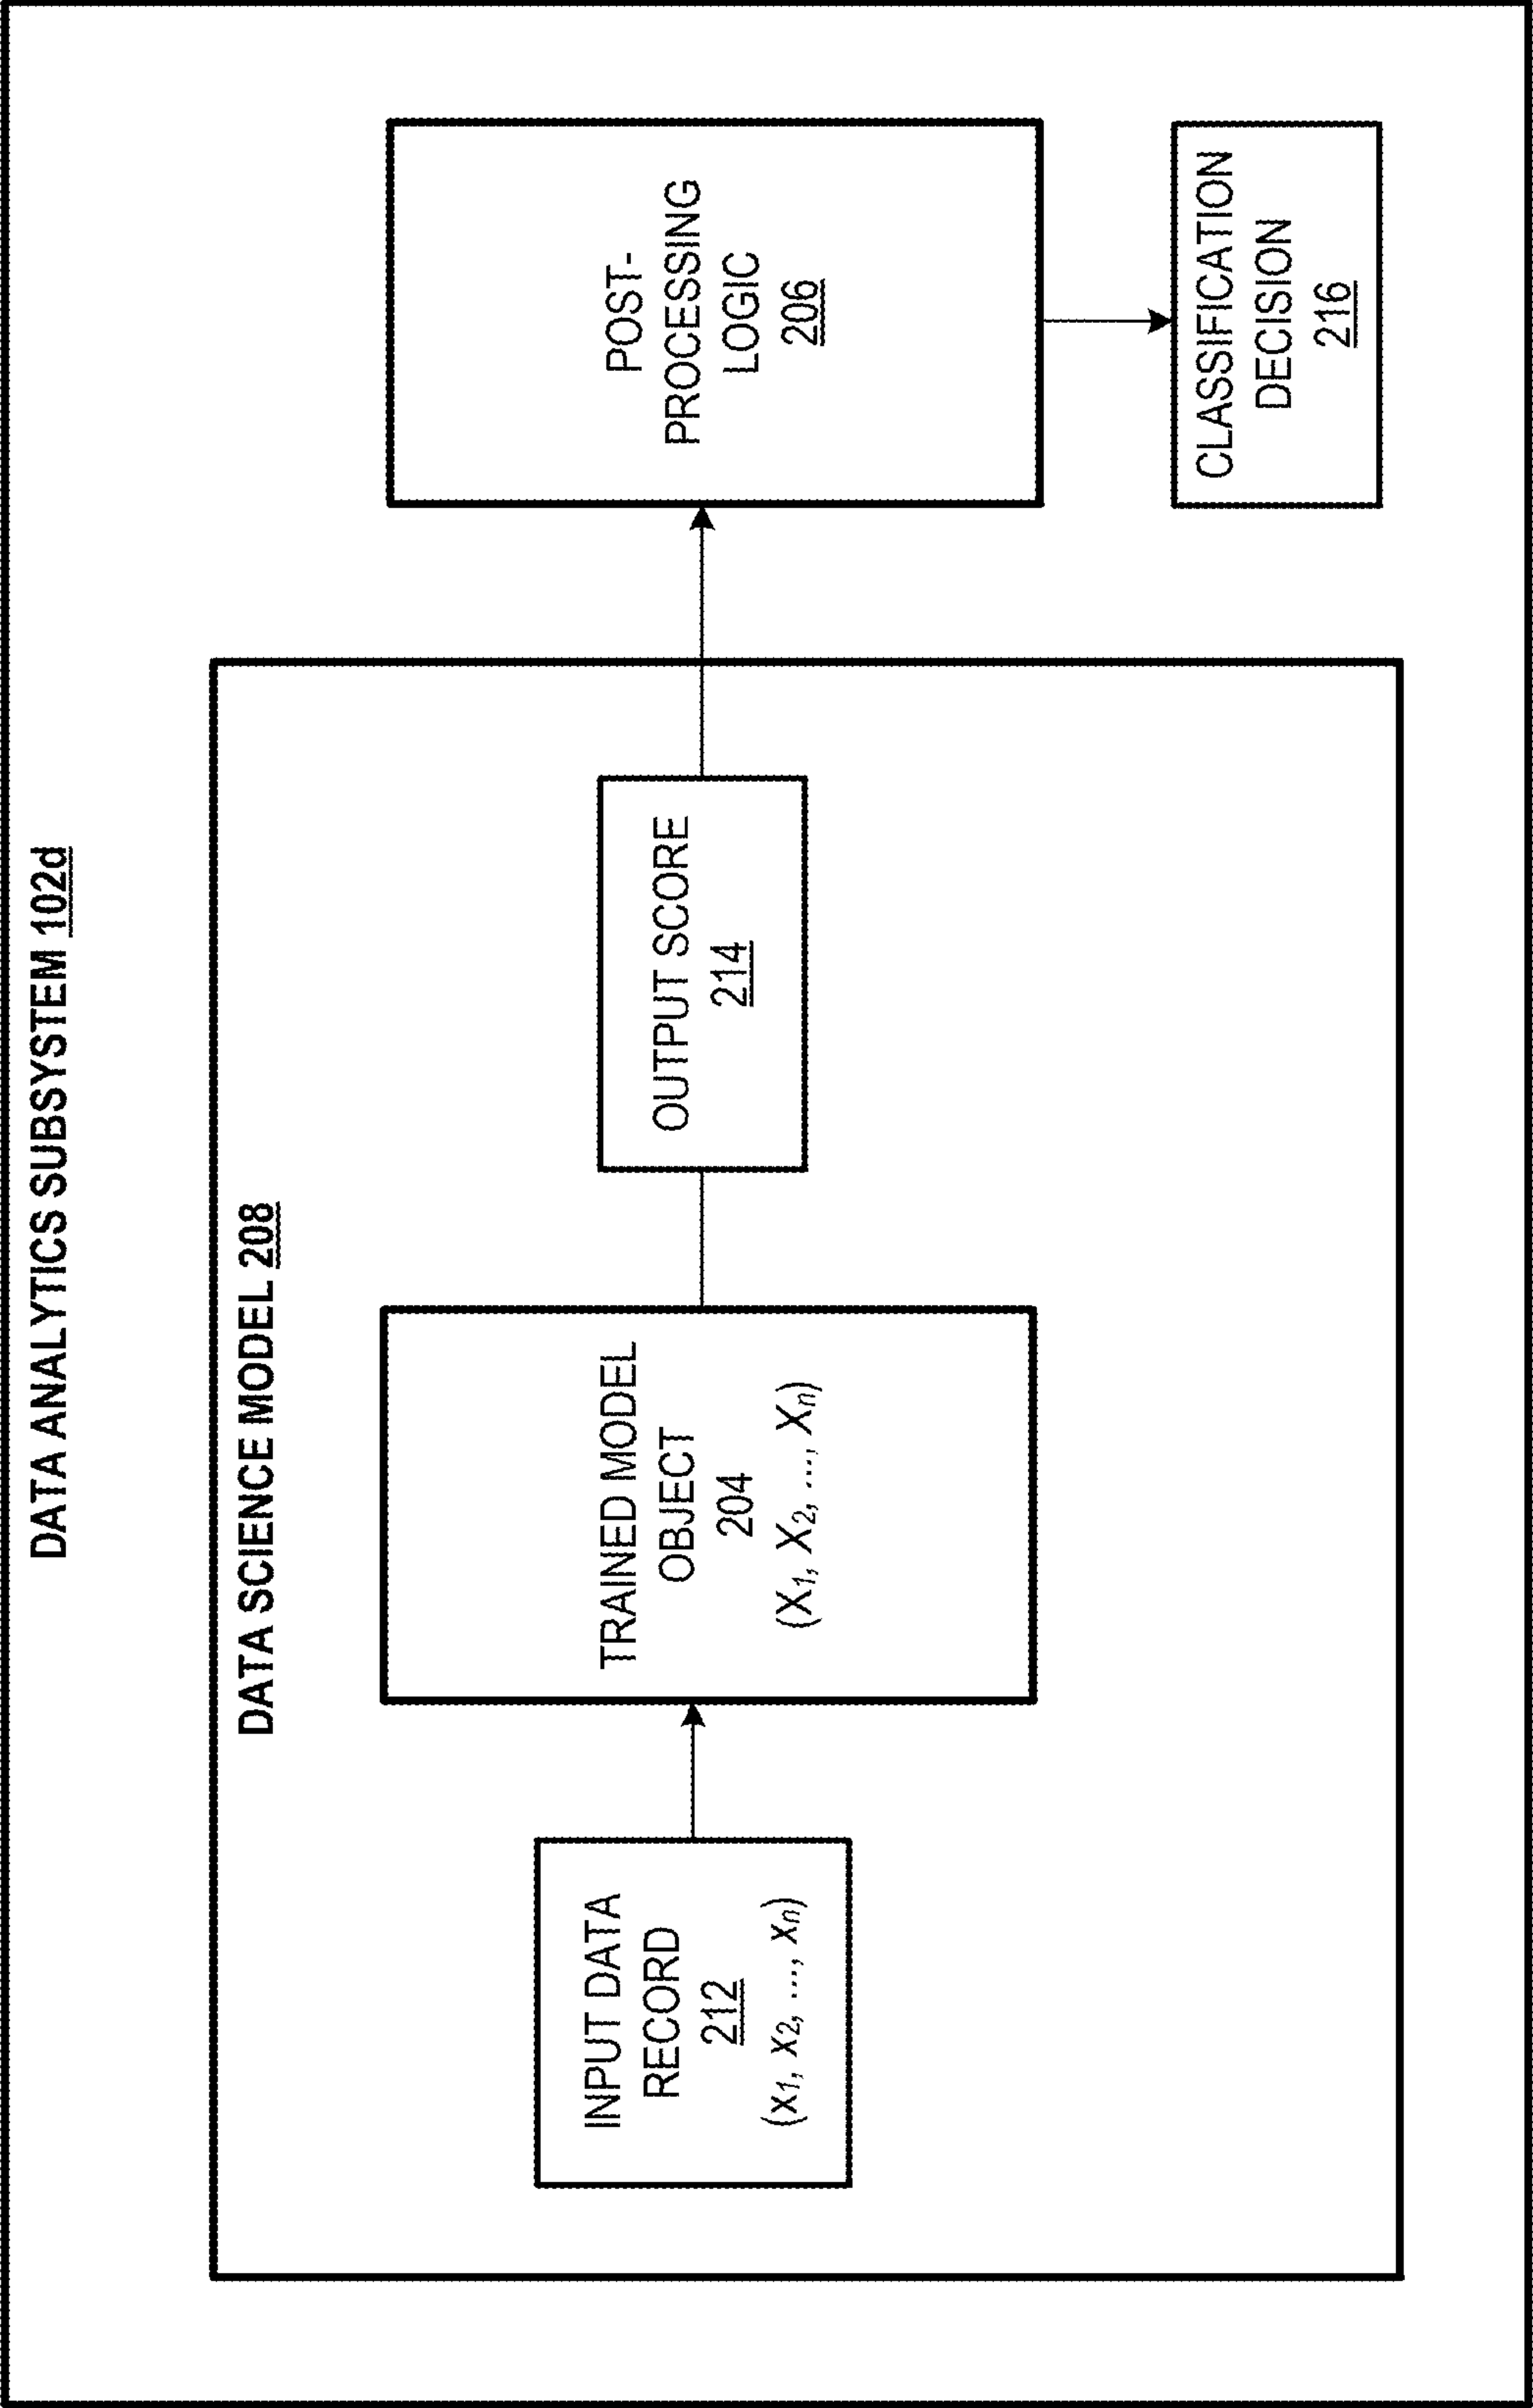 DATA ANALYTICS SUBSYSTEM 102d
DATA SCIENCE MODEL 208
INPUT DATA
RECORD
212
(x1, x2, ..., xn)
TRAINED MODEL
OBJECT
204
(X1, X2, ..., Xn)
OUTPUT SCORE
214
POST-
PROCESSING
LOGIC
206
CLASSIFICATION
DECISION
216